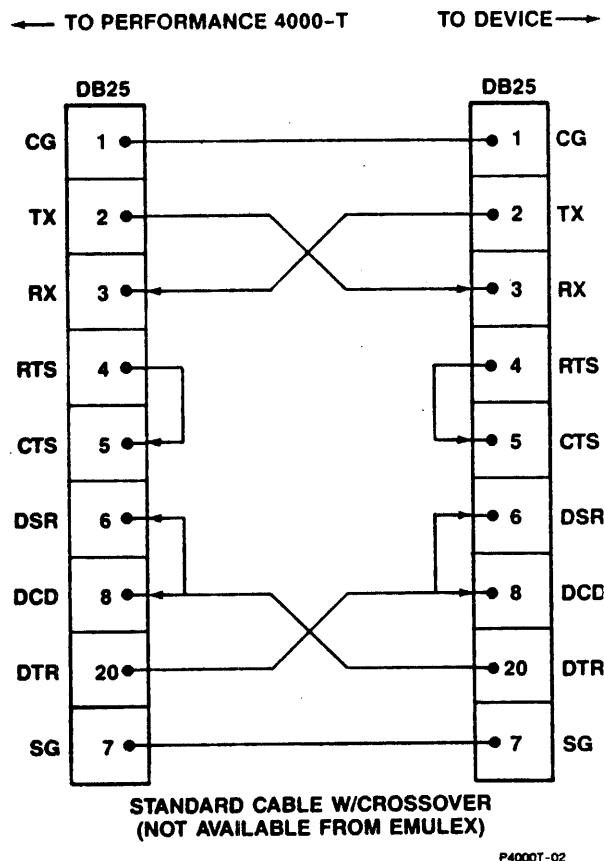 TO PERFORMANCE 4000-T TO DEVICE
DB25 DB25
CG 1 1 CG
TX 2 2 TX
RX 3 3 RX
RTS 4 4 RTS
CTS 5 5 CTS
DSR 6 6 DSR
DCD 8 8 DCD
DTR 20 20 DTR
SG 7 7 SG
STANDARD CABLE W/CROSSOVER
(NOT AVAILABLE FROM EMULEX)
P4000T-02